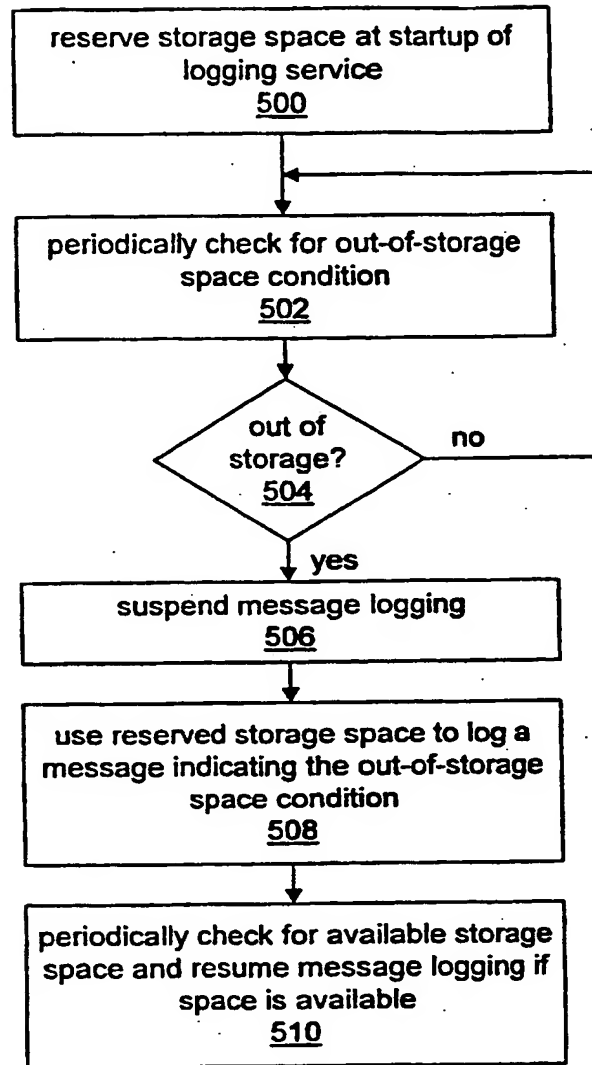 reserve storage space at startup of
logging service
500
periodically check for out-of-storage
space condition
502
out of
storage?
504
no
yes
suspend message logging
506
use reserved storage space to log a
message indicating the out-of-storage
space condition
508
periodically check for available storage
space and resume message logging if
space is available
510